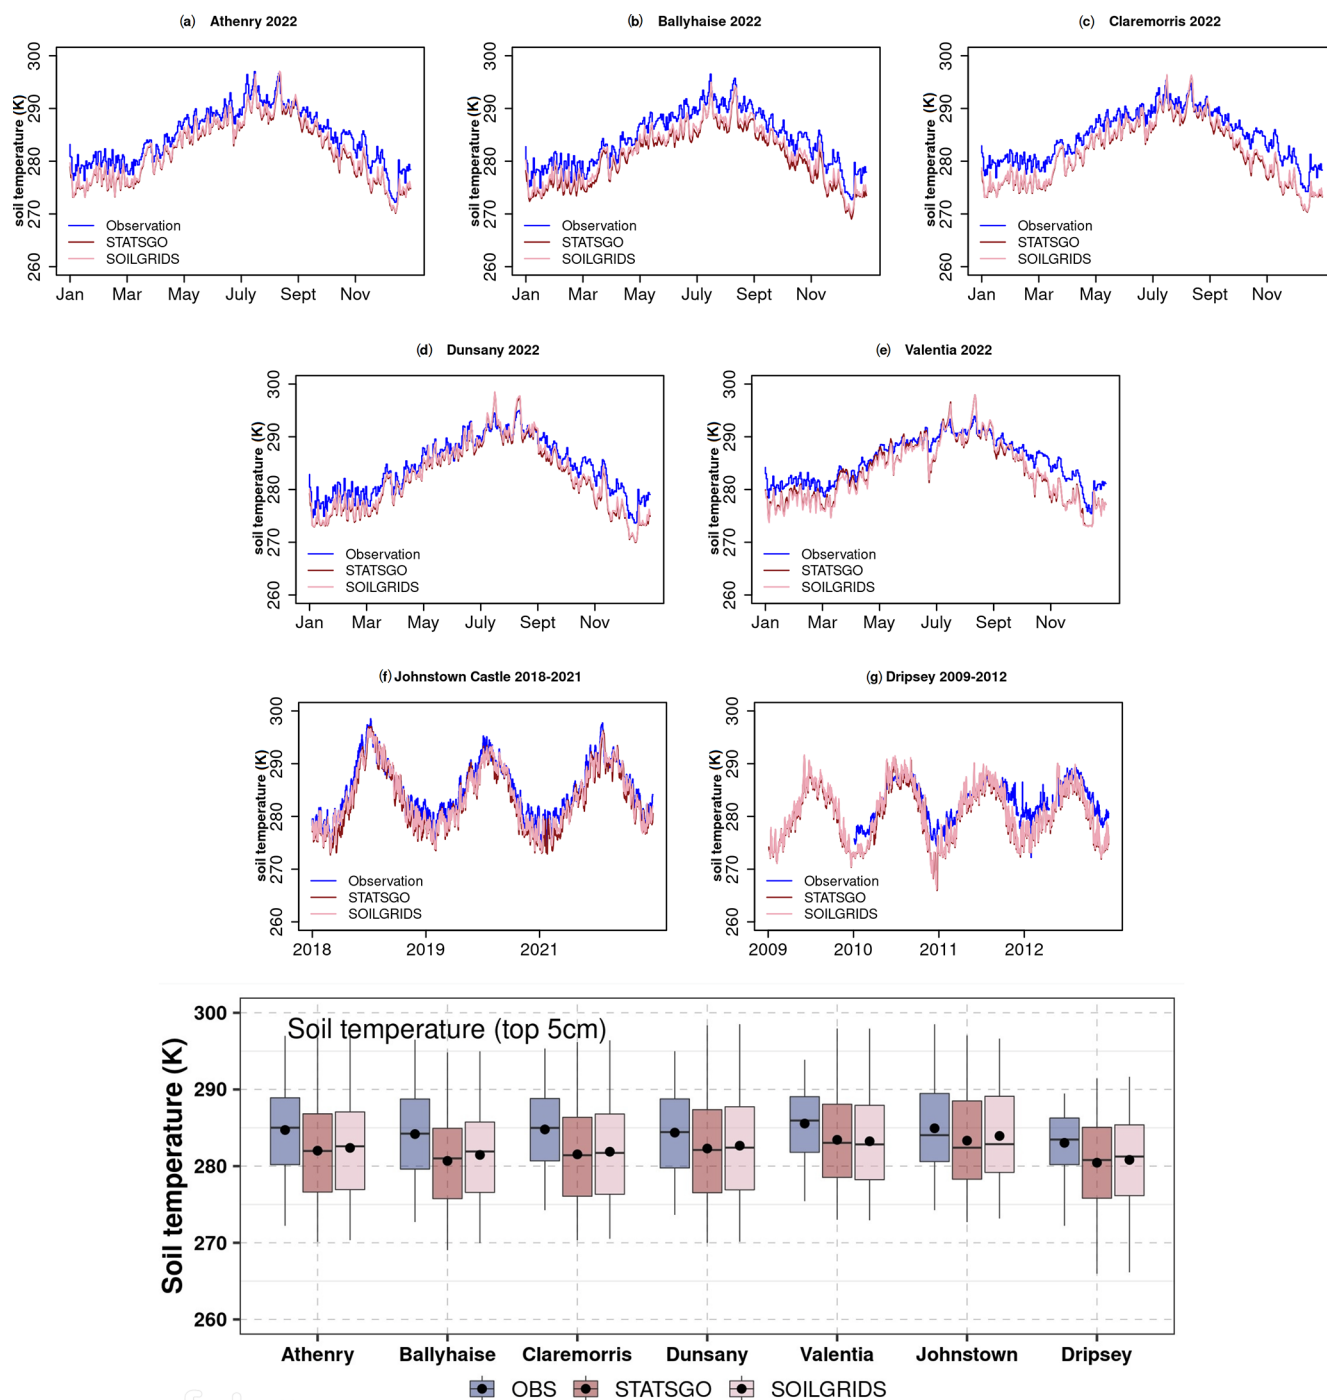 (a) Athenry 2022
(b) Ballyhaise 2022
(c) Claremorris 2022
soil temperature (K)
300
290
280
270
260
Observation
STATSGO
SOILGRIDS
Jan Mar May July Sept Nov
soil temperature (K)
300
290
280
270
260
Observation
STATSGO
SOILGRIDS
Jan Mar May July Sept Nov
soil temperature (K)
300
290
280
270
260
Observation
STATSGO
SOILGRIDS
Jan Mar May July Sept Nov
(d) Dunsany 2022
(e) Valentia 2022
soil temperature (K)
300
290
280
270
260
Observation
STATSGO
SOILGRIDS
Jan Mar May July Sept Nov
soil temperature (K)
300
290
280
270
260
Observation
STATSGO
SOILGRIDS
Jan Mar May July Sept Nov
(f) Johnstown Castle 2018-2021
(g) Dripsey 2009-2012
soil temperature (K)
300
290
280
270
260
Observation
STATSGO
SOILGRIDS
2018 2019 2021
soil temperature (K)
300
290
280
270
260
Observation
STATSGO
SOILGRIDS
2009 2010 2011 2012
Soil temperature (top 5cm)
Soil temperature (K)
300
290
280
270
260
Athenry Ballyhaise Claremorris Dunsany Valentia Johnstown Dripsey
OBS STATSGO SOILGRIDS